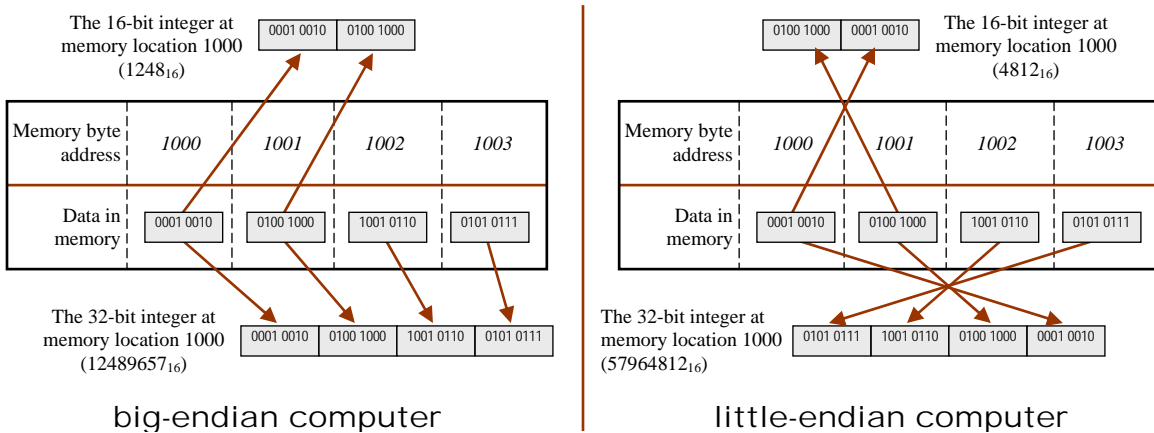 The 16-bit integer at
memory location 1000
(1248₁₆)
0001 0010 0100 1000
Memory byte
address
1000 1001 1002 1003
Data in
memory
0001 0010 0100 1000 1001 0110 0101 0111
The 32-bit integer at
memory location 1000
(12489657₁₆)
0001 0010 0100 1000 1001 0110 0101 0111
big-endian computer
0100 1000 0001 0010
The 16-bit integer at
memory location 1000
(4812₁₆)
Memory byte
address
1000 1001 1002 1003
Data in
memory
0001 0010 0100 1000 1001 0110 0101 0111
The 32-bit integer at
memory location 1000
(57964812₁₆)
0101 0111 1001 0110 0100 1000 0001 0010
little-endian computer